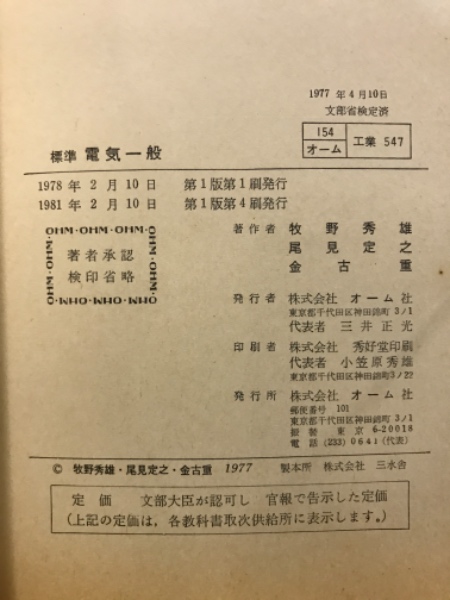 1977 年4月10日
文部省検定済
154
オーム
工業 547
標準 電気一般
1978 年 2 月 10 日 第1版第1刷発行
1981 年 2 月 10 日 第1版第4刷発行
OHM・OHM・OHM・OHM
著者承認
検印省略
著作者 牧野秀雄
尾見定之
金古重
発行者 株式会社 オーム社
東京都千代田区神田錦町 3/1
代表者 三井正光
印刷者 株式会社 秀好堂印刷
代表者 小笠原秀雄
東京都千代田区神田錦町3/22
発行所 株式会社 オーム社
郵便番号 101
東京都千代田区神田錦町 3/1
振替 東京 6-20018
電話 (233) 0641 (代表)
© 牧野秀雄・尾見定之・金古重 1977 製本所 株式会社 三水舎
定価 文部大臣が認可し 官報で告示した定価
(上記の定価は，各教科書取次供給所に表示します。)